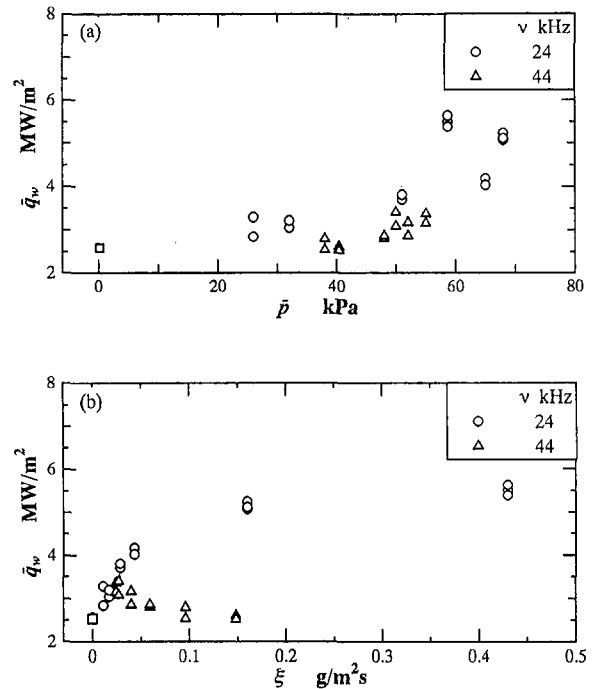 (a)
ν kHz
○ 24
△ 44
q̄w MW/m²
8
6
4
2
0 20 40 60 80
p̄ kPa
(b)
ν kHz
○ 24
△ 44
q̄w MW/m²
8
6
4
2
0 0.1 0.2 0.3 0.4 0.5
ξ g/m²s